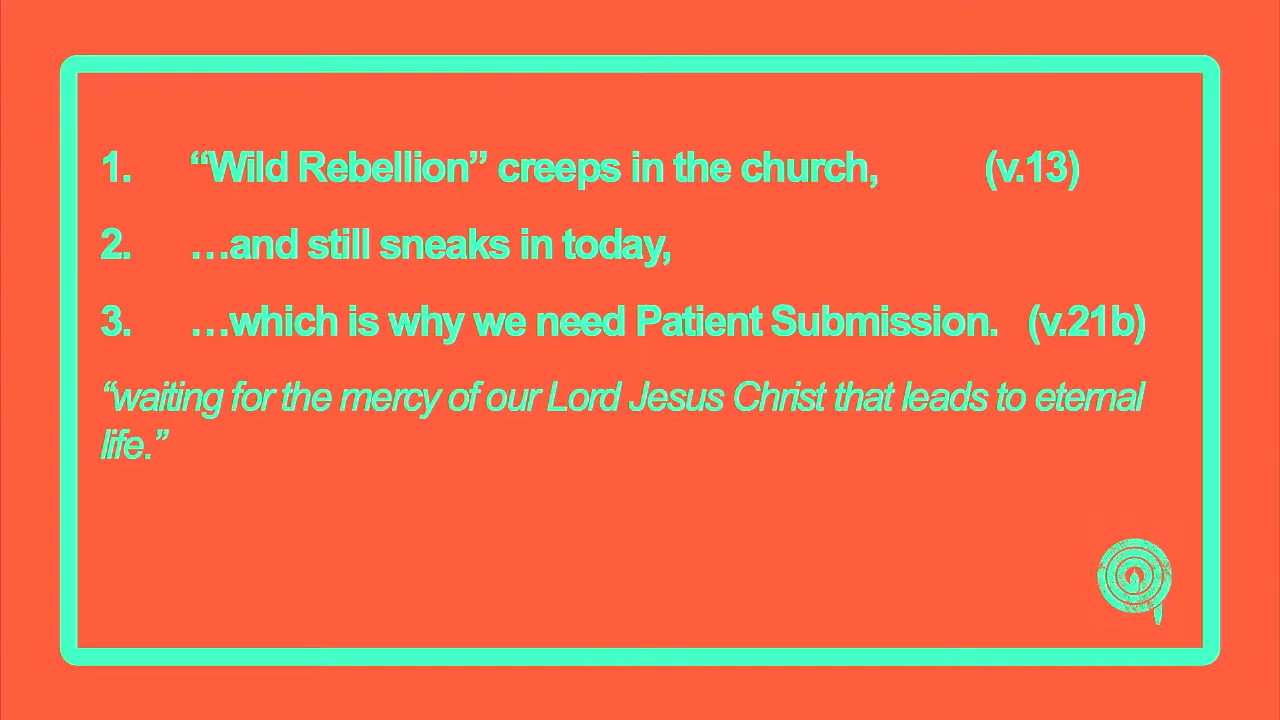 1. “Wild Rebellion” creeps in the church, (v.13)
2. …and still sneaks in today,
3. …which is why we need Patient Submission. (v.21b)
“waiting for the mercy of our Lord Jesus Christ that leads to eternal
life.”